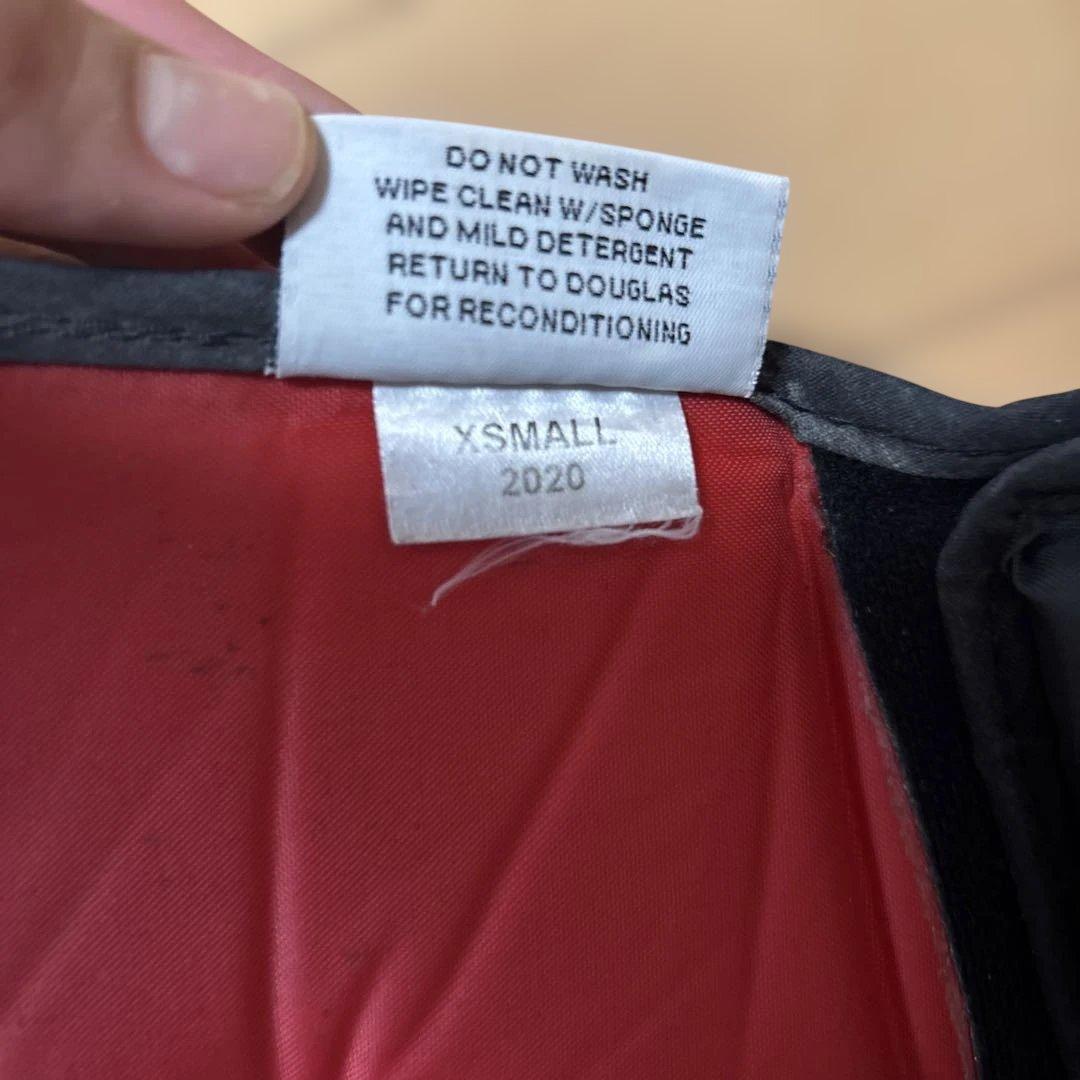 DO NOT WASH
WIPE CLEAN W/SPONGE
AND MILD DETERGENT
RETURN TO DOUGLAS
FOR RECONDITIONING
XSMALL
2020